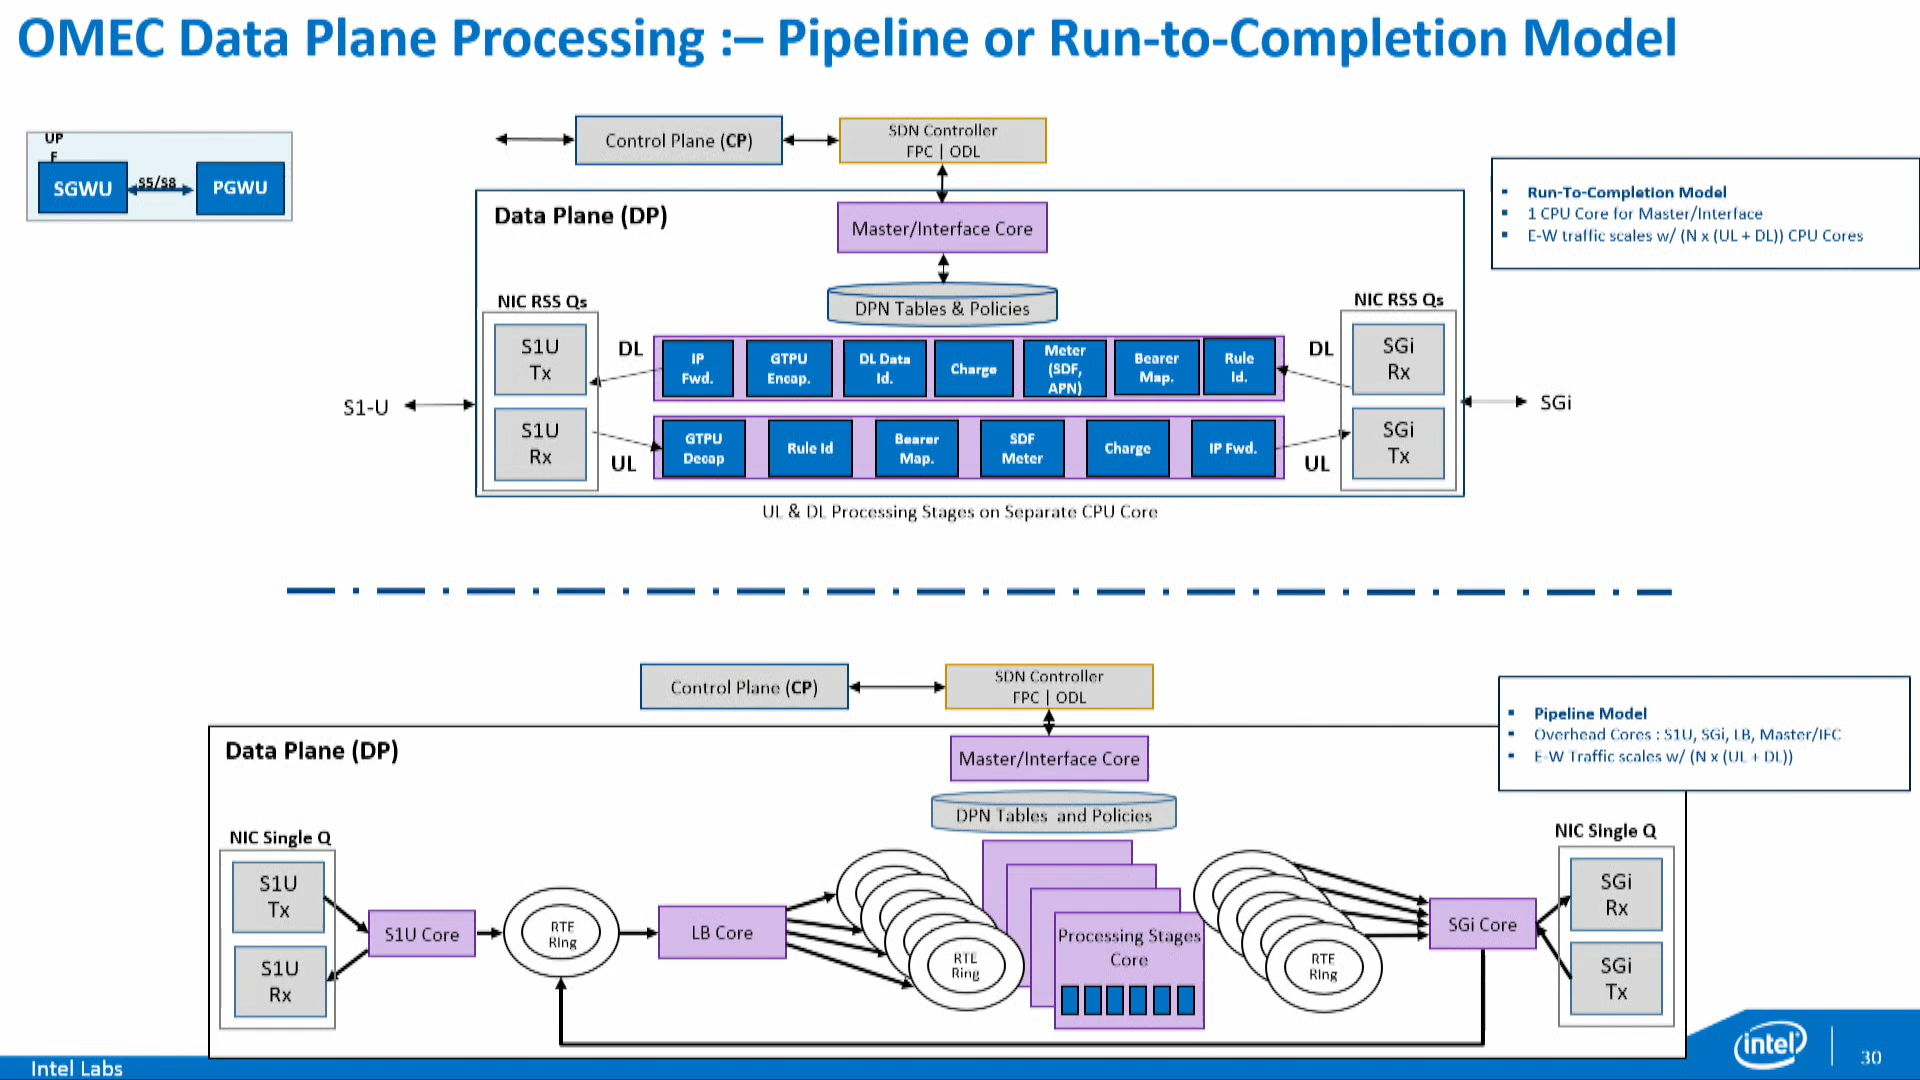 OMEC Data Plane Processing :– Pipeline or Run-to-Completion Model
UP
F
SGWU
S5/S8
PGWU
Control Plane (CP)
SDN Controller
FPC | ODL
Data Plane (DP)
Master/Interface Core
DPN Tables & Policies
▪ Run-To-Completion Model
▪ 1 CPU Core for Master/Interface
▪ E-W traffic scales w/ (N x (UL + DL)) CPU Cores
NIC RSS Qs
S1U
Tx
S1U
Rx
S1-U
DL
IP
Fwd.
GTPU
Encap.
DL Data
Id.
Charge
Meter
(SDF,
APN)
Bearer
Map.
Rule
Id.
DL
UL
GTPU
Decap
Rule Id
Bearer
Map.
SDF
Meter
Charge
IP Fwd.
UL
NIC RSS Qs
SGi
Rx
SGi
Tx
SGi
UL & DL Processing Stages on Separate CPU Core
Control Plane (CP)
SDN Controller
FPC | ODL
▪ Pipeline Model
▪ Overhead Cores : S1U, SGi, LB, Master/IFC
▪ E-W Traffic scales w/ (N x (UL + DL))
Data Plane (DP)
Master/Interface Core
DPN Tables and Policies
NIC Single Q
S1U
Tx
S1U
Rx
S1U Core
RTE
Ring
LB Core
RTE
Ring
Processing Stages
Core
RTE
Ring
SGi Core
NIC Single Q
SGi
Rx
SGi
Tx
Intel Labs
intel
30